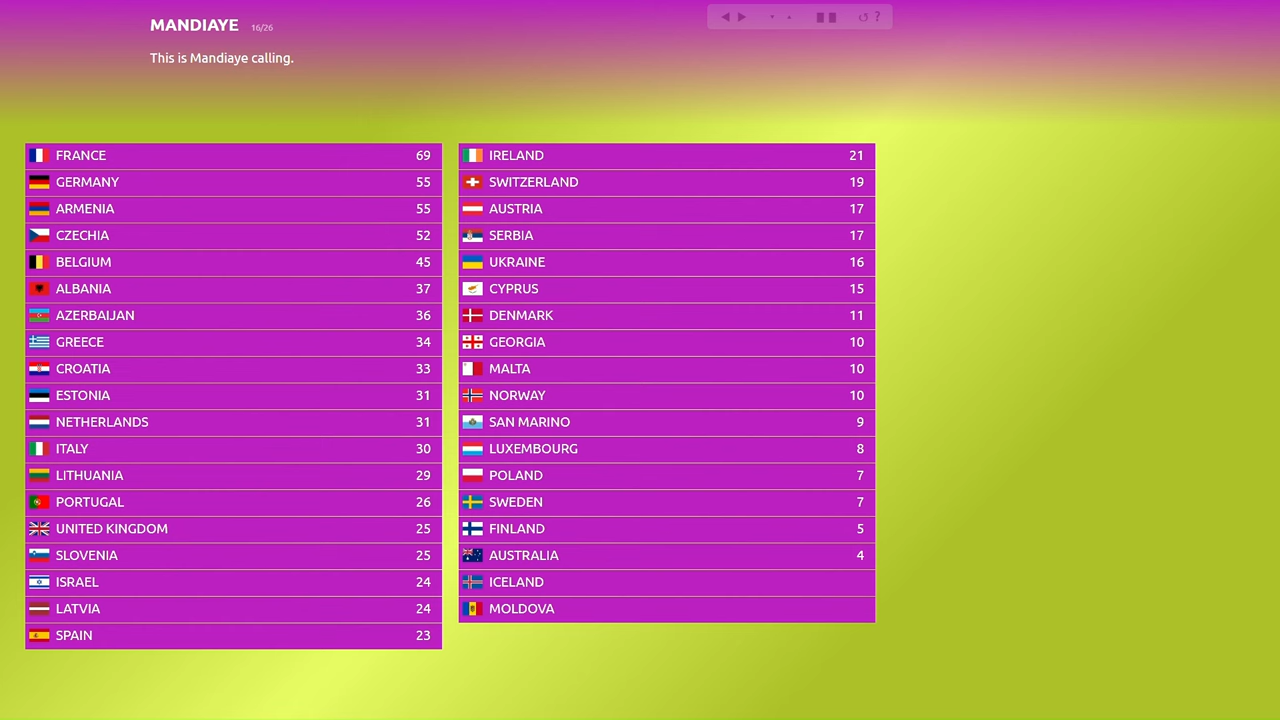 MANDIAYE 16/26
This is Mandiaye calling.
FRANCE 69
GERMANY 55
ARMENIA 55
CZECHIA 52
BELGIUM 45
ALBANIA 37
AZERBAIJAN 36
GREECE 34
CROATIA 33
ESTONIA 31
NETHERLANDS 31
ITALY 30
LITHUANIA 29
PORTUGAL 26
UNITED KINGDOM 25
SLOVENIA 25
ISRAEL 24
LATVIA 24
SPAIN 23
IRELAND 21
SWITZERLAND 19
AUSTRIA 17
SERBIA 17
UKRAINE 16
CYPRUS 15
DENMARK 11
GEORGIA 10
MALTA 10
NORWAY 10
SAN MARINO 9
LUXEMBOURG 8
POLAND 7
SWEDEN 7
FINLAND 5
AUSTRALIA 4
ICELAND
MOLDOVA